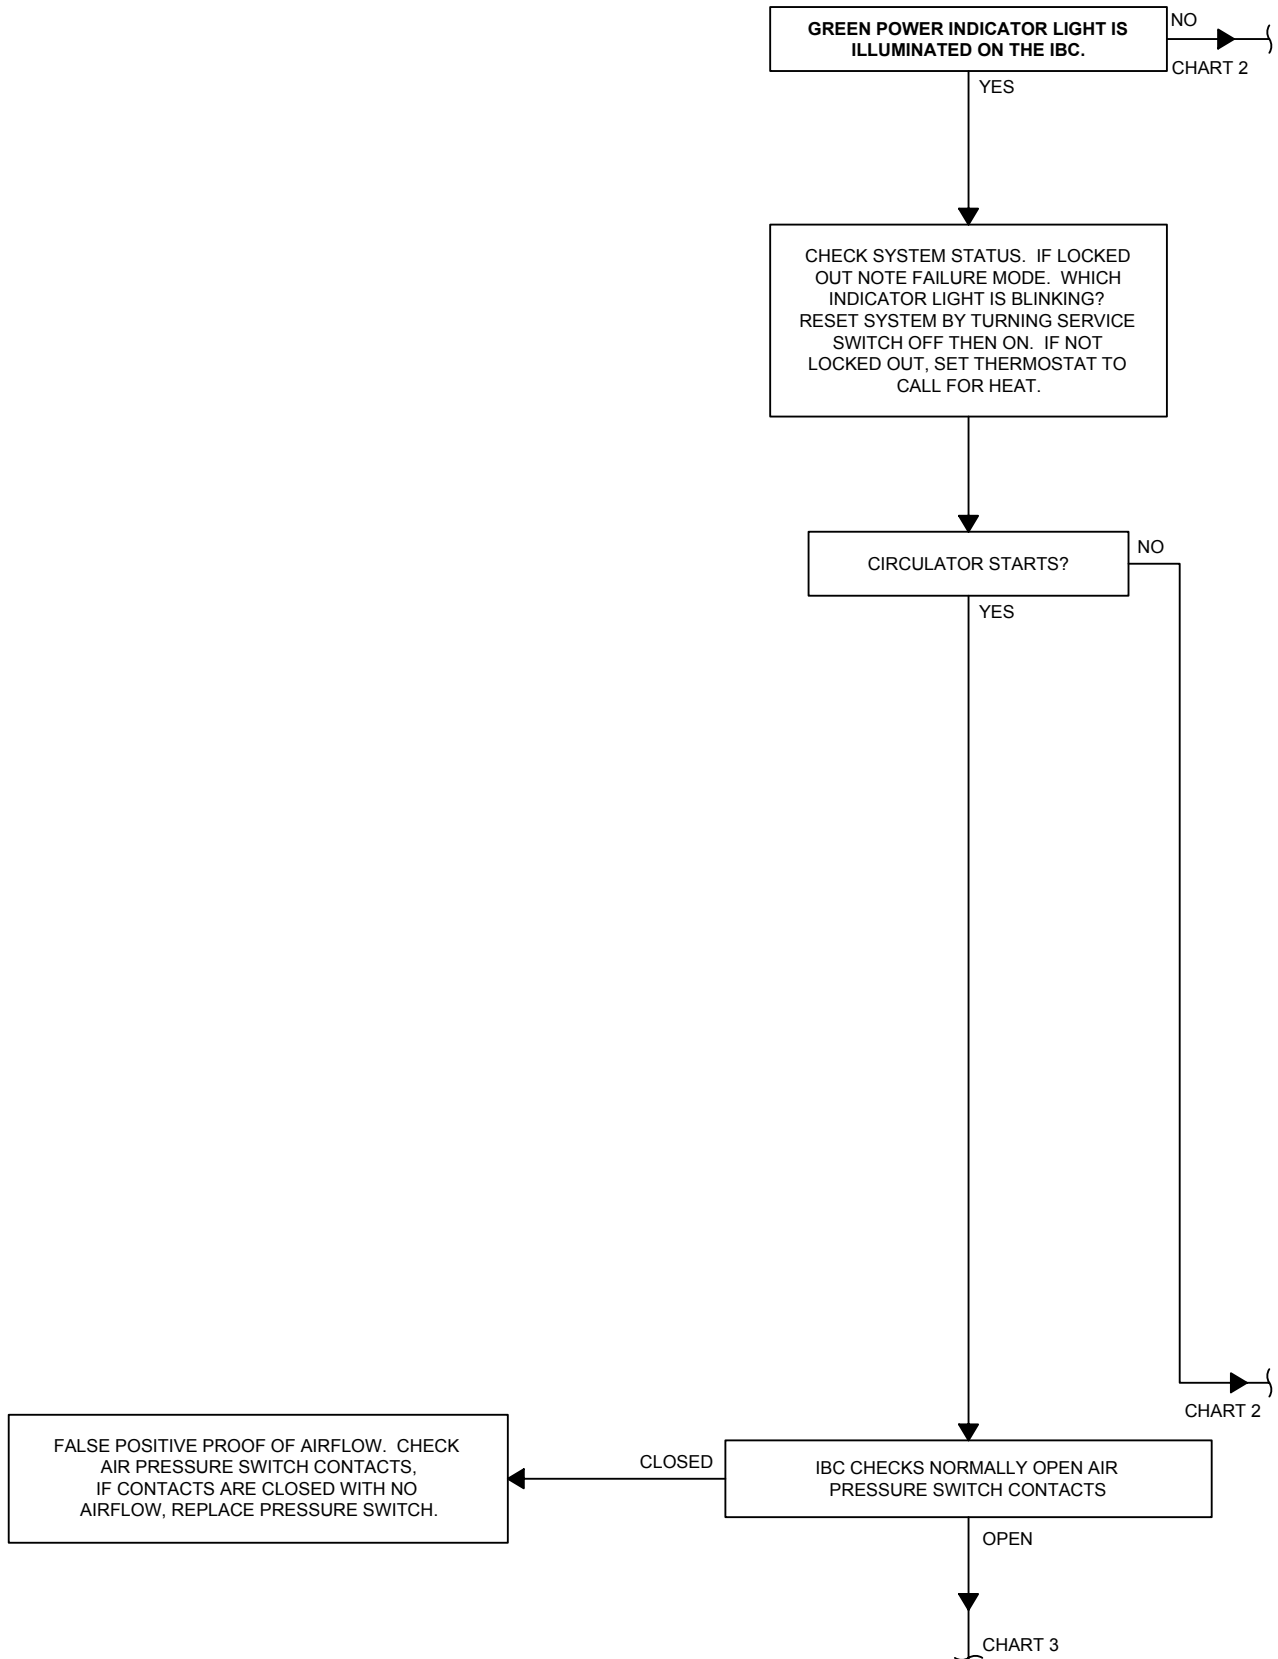 GREEN POWER INDICATOR LIGHT IS
ILLUMINATED ON THE IBC.
NO
CHART 2
YES
CHECK SYSTEM STATUS.  IF LOCKED
OUT NOTE FAILURE MODE.  WHICH
INDICATOR LIGHT IS BLINKING?
RESET SYSTEM BY TURNING SERVICE
SWITCH OFF THEN ON.  IF NOT
LOCKED OUT, SET THERMOSTAT TO
CALL FOR HEAT.
CIRCULATOR STARTS?
NO
YES
CHART 2
FALSE POSITIVE PROOF OF AIRFLOW.  CHECK
AIR PRESSURE SWITCH CONTACTS,
IF CONTACTS ARE CLOSED WITH NO
AIRFLOW, REPLACE PRESSURE SWITCH.
CLOSED
IBC CHECKS NORMALLY OPEN AIR
PRESSURE SWITCH CONTACTS
OPEN
CHART 3